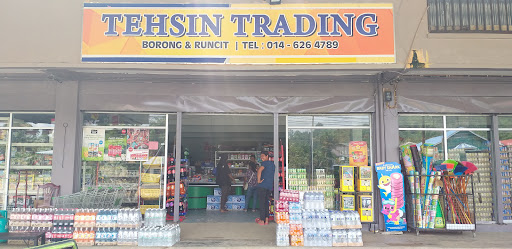 TEHSIN TRADING
BORONG & RUNCIT | TEL : 014 - 626 4789